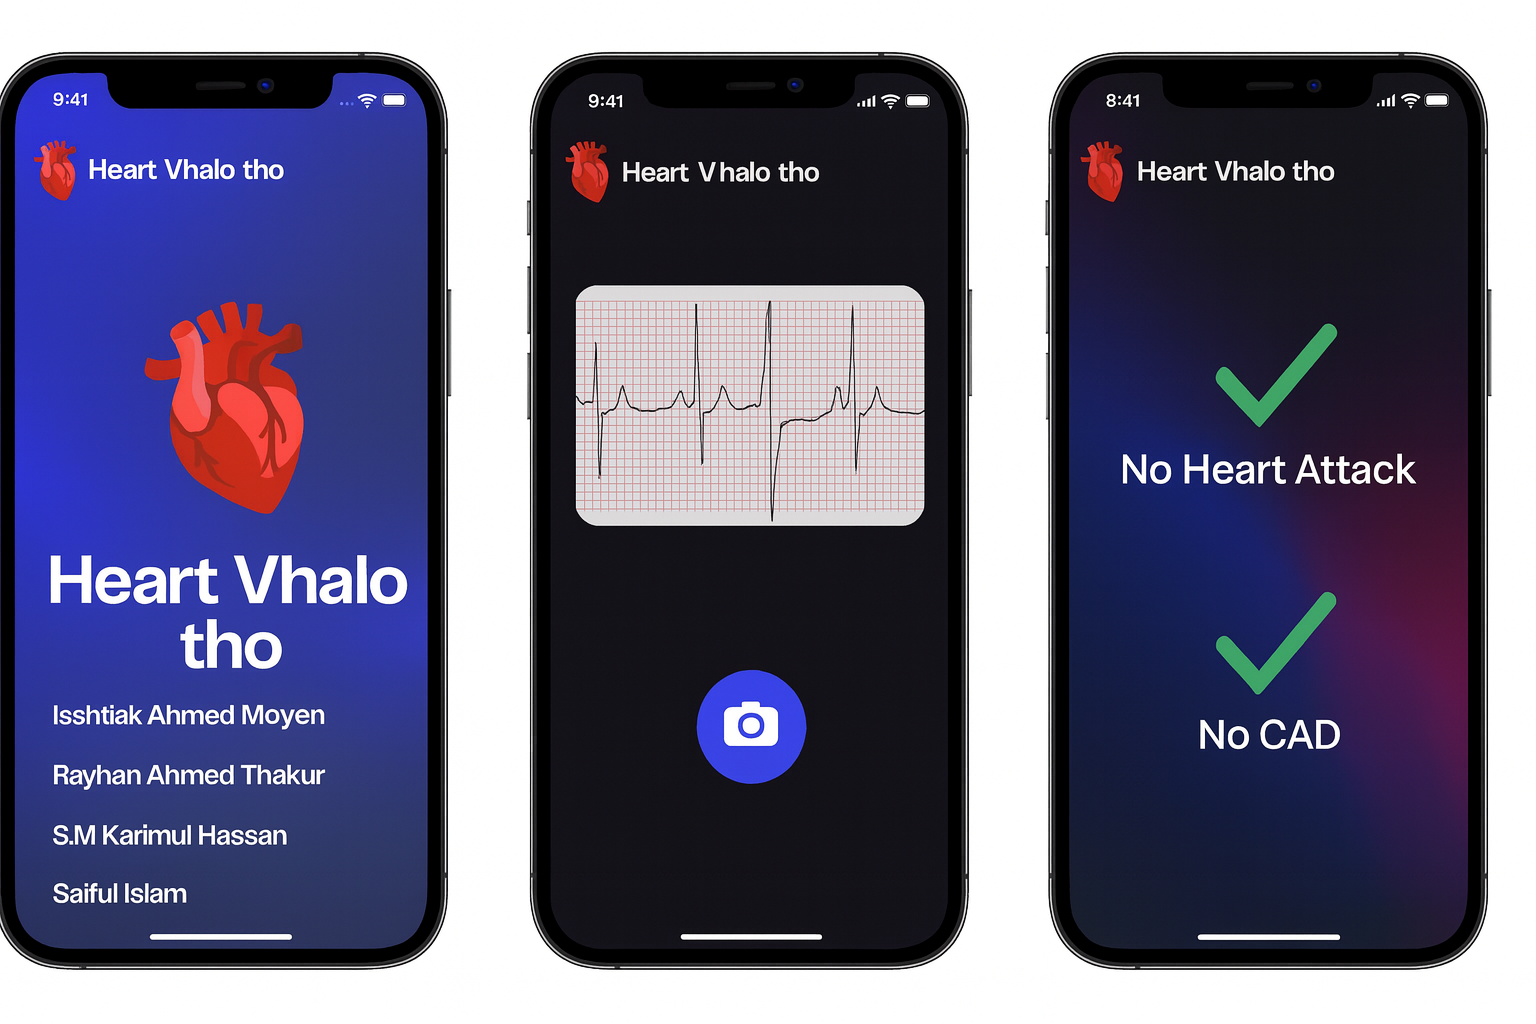 9:41
Heart Vhalo tho
Heart Vhalo
tho
Isshtiak Ahmed Moyen
Rayhan Ahmed Thakur
S.M Karimul Hassan
Saiful Islam
9:41
Heart Vhalo tho
8:41
Heart Vhalo tho
No Heart Attack
No CAD